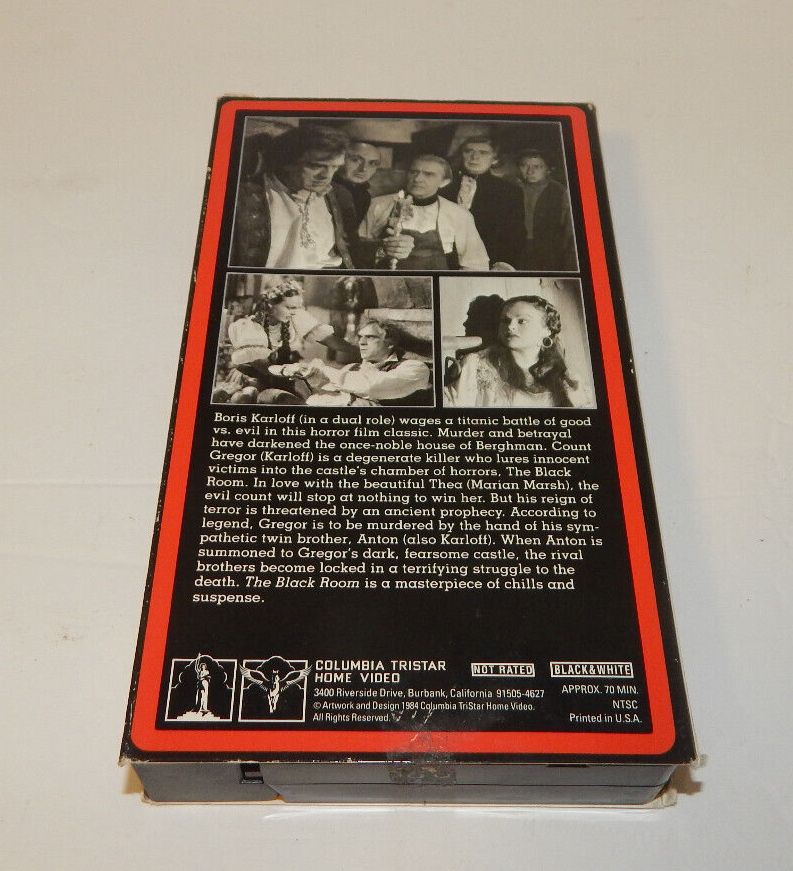 Boris Karloff (in a dual role) wages a titanic battle of good
vs. evil in this horror film classic. Murder and betrayal
have darkened the once-noble house of Berghman. Count
Gregor (Karloff) is a degenerate killer who lures innocent
victims into the castle's chamber of horrors, The Black
Room. In love with the beautiful Thea (Marian Marsh), the
evil count will stop at nothing to win her. But his reign of
terror is threatened by an ancient prophecy. According to
legend, Gregor is to be murdered by the hand of his sym-
pathetic twin brother, Anton (also Karloff). When Anton is
summoned to Gregor's dark, fearsome castle, the rival
brothers become locked in a terrifying struggle to the
death. The Black Room is a masterpiece of chills and
suspense.
COLUMBIA TRISTAR
HOME VIDEO
3400 Riverside Drive, Burbank, California 91505-4627
© Artwork and Design 1984 Columbia TriStar Home Video.
All Rights Reserved.
NOT RATED
BLACK&WHITE
APPROX. 70 MIN.
NTSC
Printed in U.S.A.